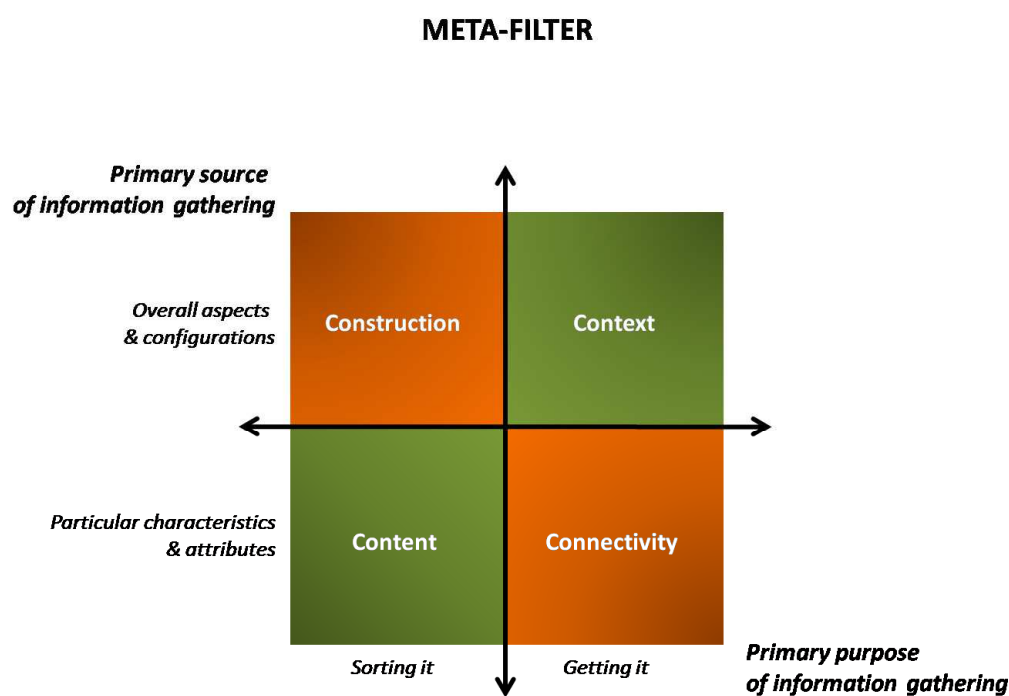 META-FILTER
Primary source
of information gathering
Overall aspects
& configurations
Construction
Context
Particular characteristics
& attributes
Content
Connectivity
Sorting it
Getting it
Primary purpose
of information gathering